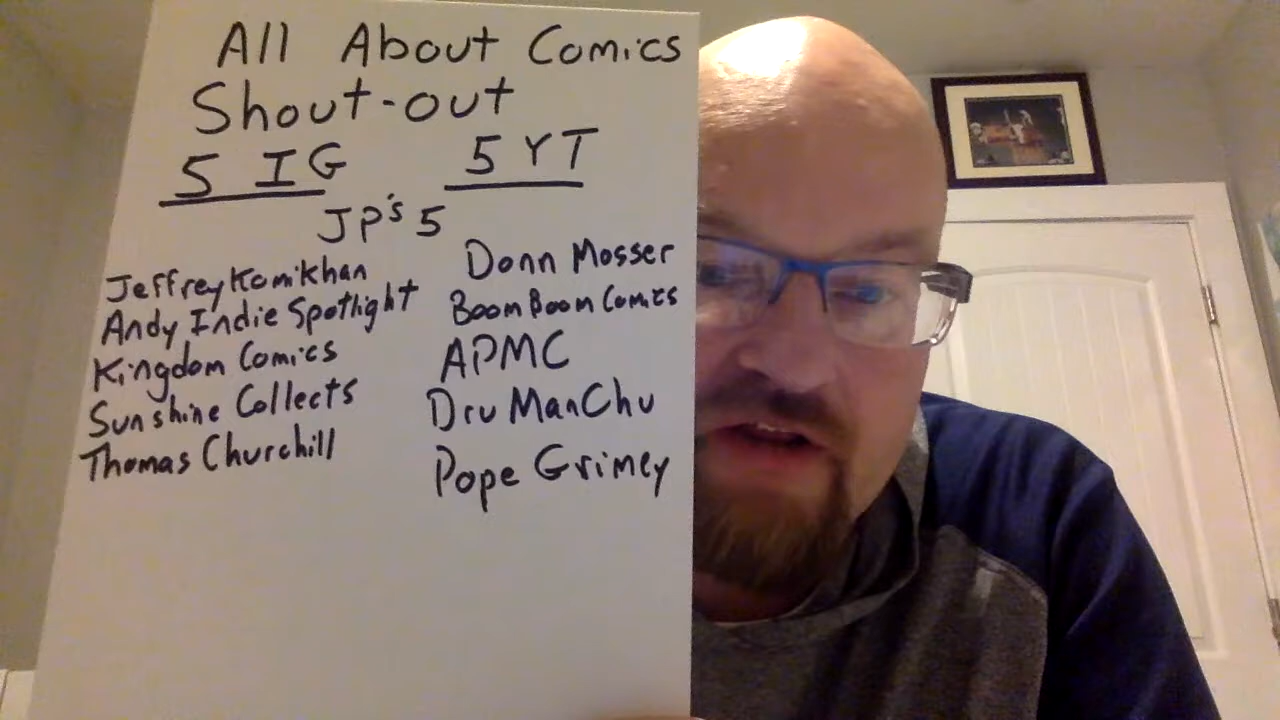 All About Comics
Shout-out
5 IG 5 YT
JP's 5
Jeffrey Komikhan
Andy Indie Spotlight
Kingdom Comics
Sunshine Collects
Thomas Churchill
Donn Mosser
Boom Boom Comics
APMC
Dru ManChu
Pope Grimey